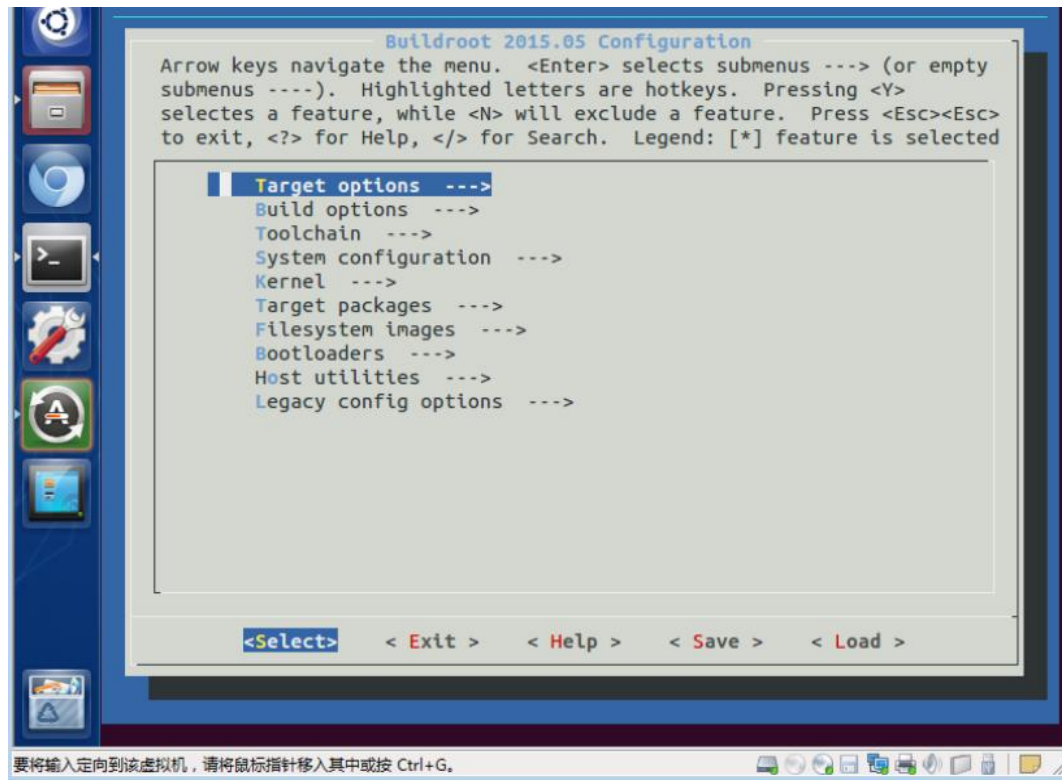 Buildroot 2015.05 Configuration
Arrow keys navigate the menu. <Enter> selects submenus ---> (or empty
submenus ----). Highlighted letters are hotkeys. Pressing <Y>
selectes a feature, while <N> will exclude a feature. Press <Esc><Esc>
to exit, <?> for Help, </> for Search. Legend: [*] feature is selected
Target options --->
Build options --->
Toolchain --->
System configuration --->
Kernel --->
Target packages --->
Filesystem images --->
Bootloaders --->
Host utilities --->
Legacy config options --->
<Select> < Exit > < Help > < Save > < Load >
要将输入定向到该虚拟机，请将鼠标指针移入其中或按 Ctrl+G。